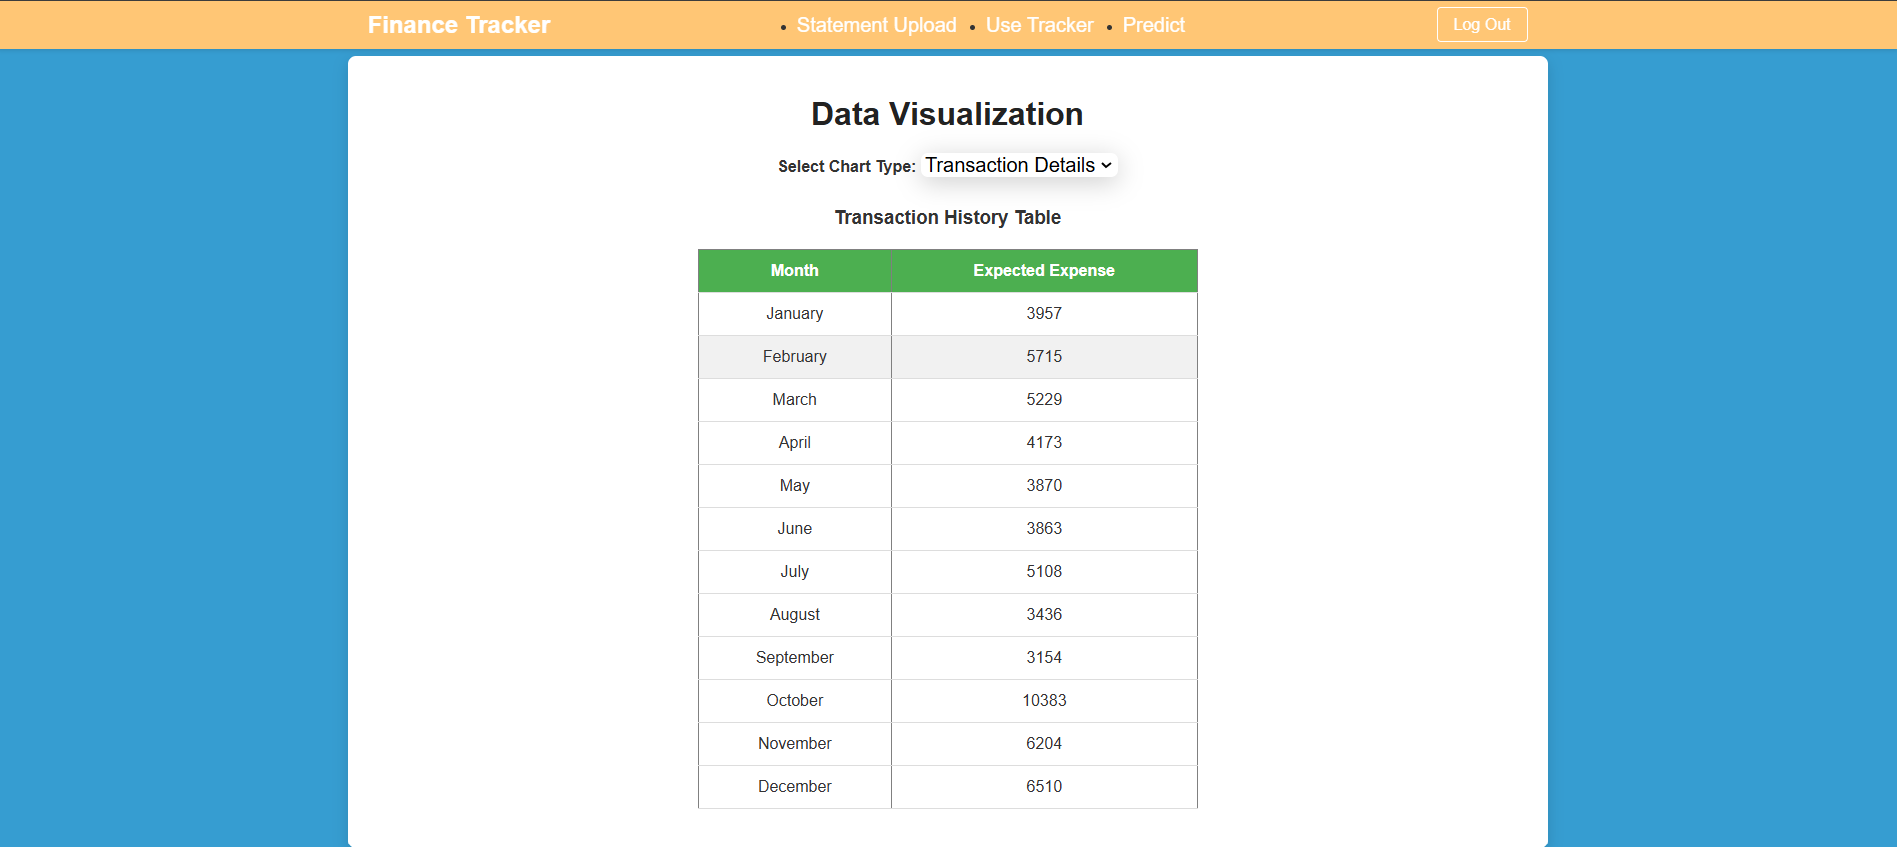 Finance Tracker
• Statement Upload • Use Tracker • Predict
Log Out
Data Visualization
Select Chart Type: Transaction Details
Transaction History Table
Month Expected Expense
January 3957
February 5715
March 5229
April 4173
May 3870
June 3863
July 5108
August 3436
September 3154
October 10383
November 6204
December 6510